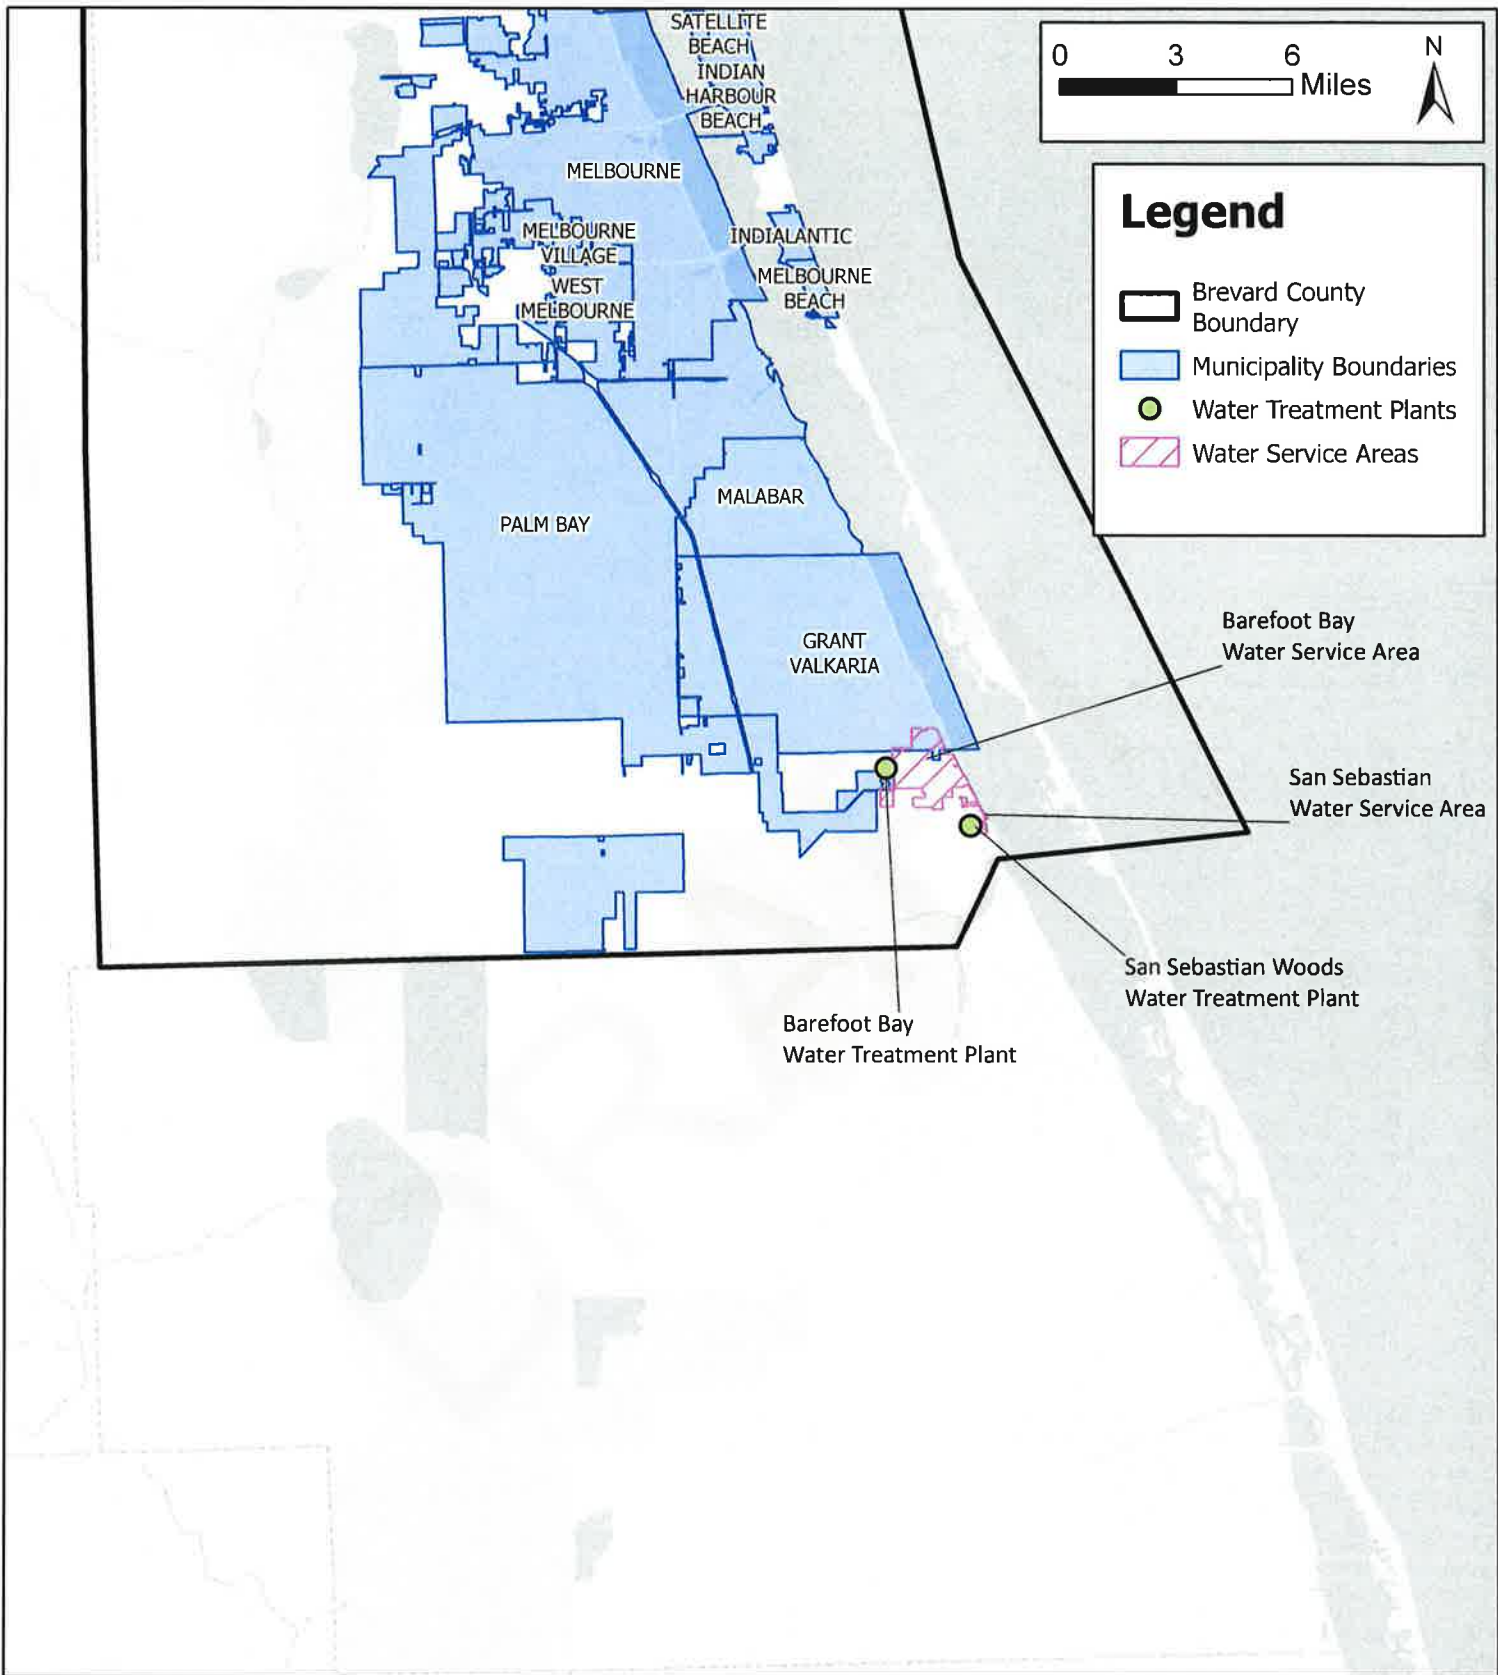 SATELLITE
BEACH
INDIAN
HARBOUR
BEACH
MELBOURNE
MELBOURNE
VILLAGE
WEST
MELBOURNE
INDIALANTIC
MELBOURNE
BEACH
PALM BAY
MALABAR
GRANT
VALKARIA
0 3 6
Miles
N
Legend
Brevard County
Boundary
Municipality Boundaries
Water Treatment Plants
Water Service Areas
Barefoot Bay
Water Service Area
San Sebastian
Water Service Area
San Sebastian Woods
Water Treatment Plant
Barefoot Bay
Water Treatment Plant